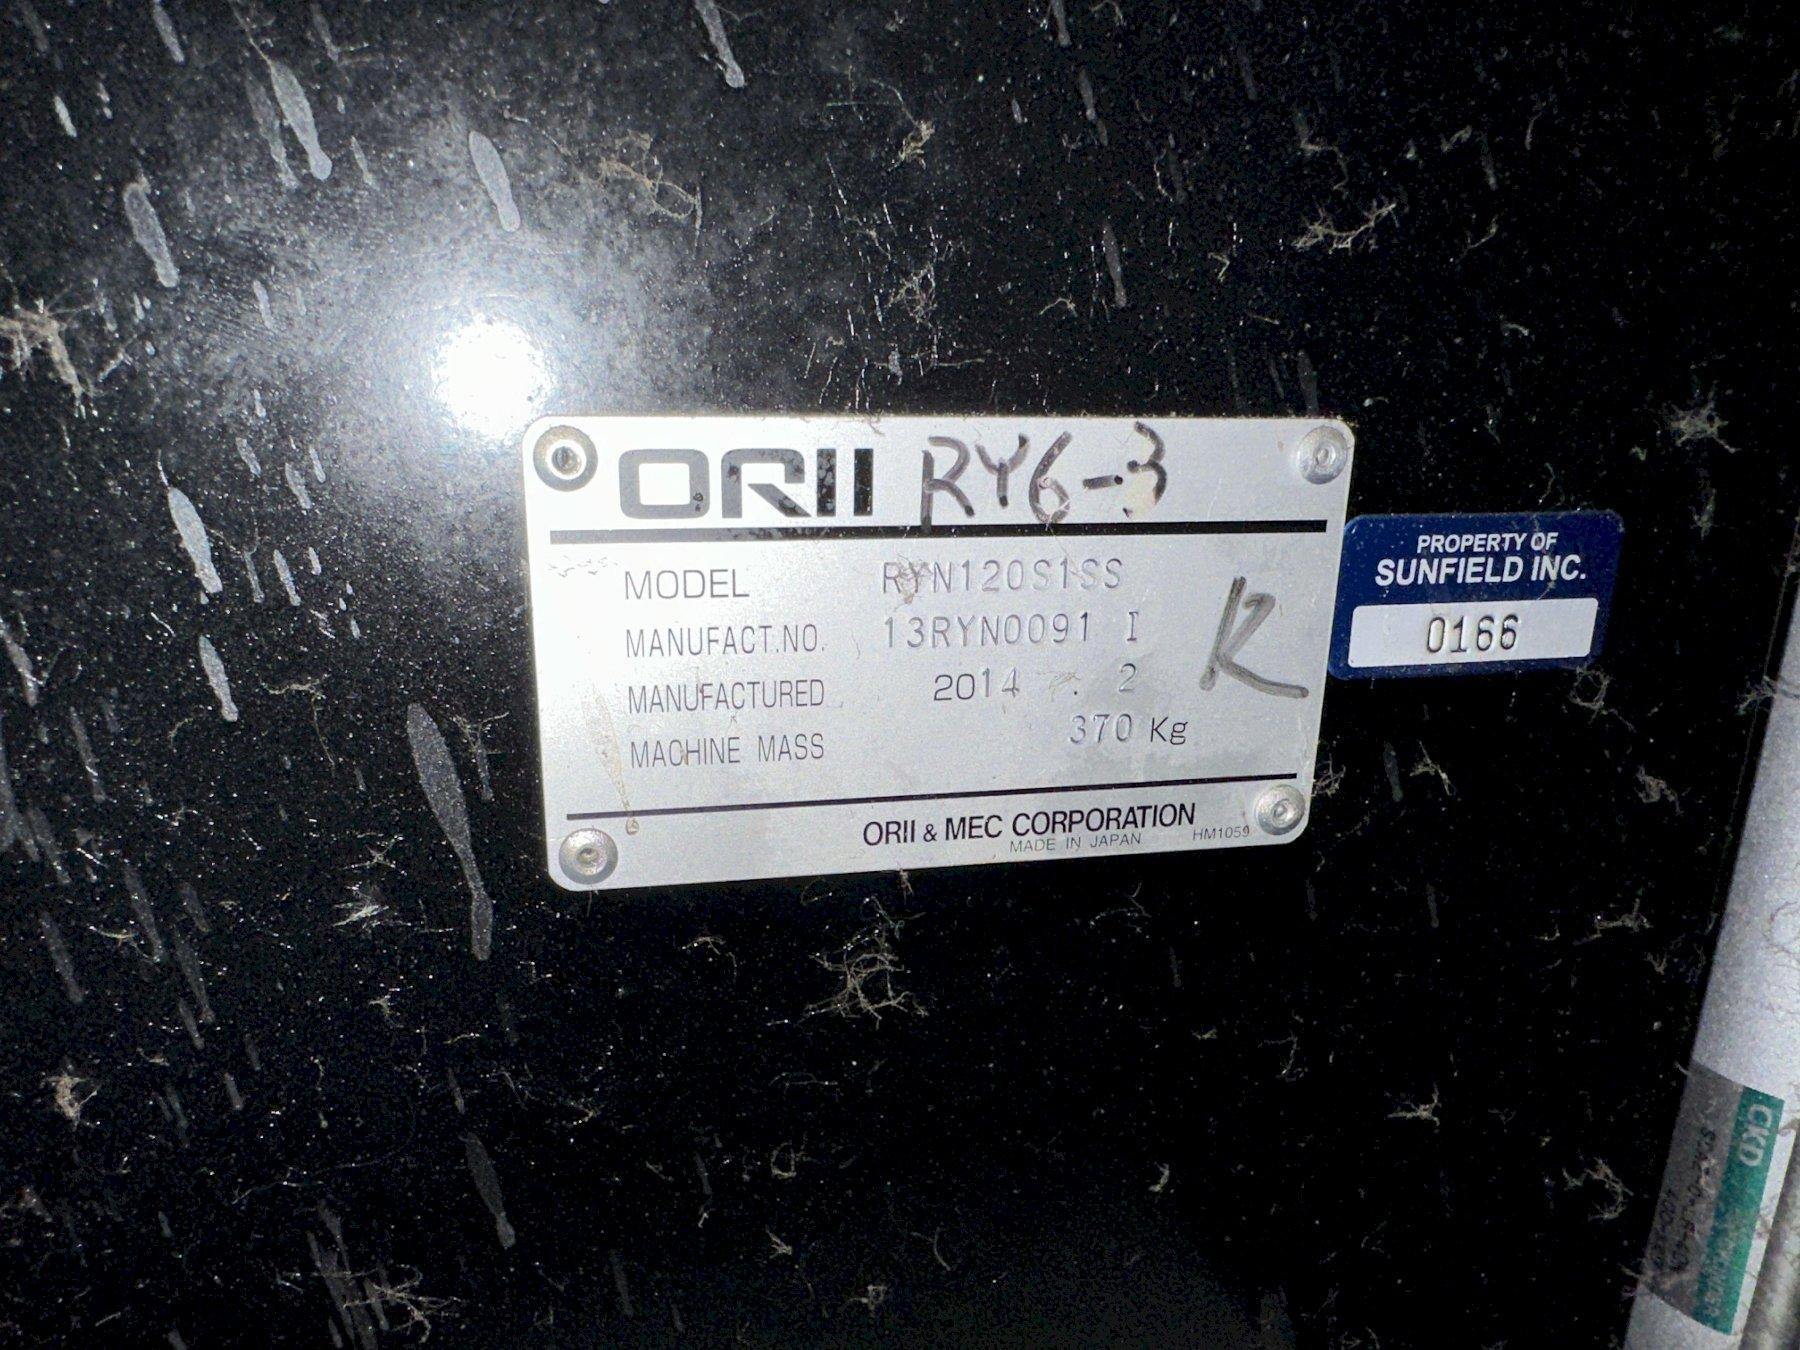 ORII RY6-3
MODEL RYN120S1SS
MANUFACT.NO. 13RYN0091 I
R
MANUFACTURED 2014 . 2
MACHINE MASS 370 Kg
ORII & MEC CORPORATION
MADE IN JAPAN HM1059
PROPERTY OF
SUNFIELD INC.
0166
CKD